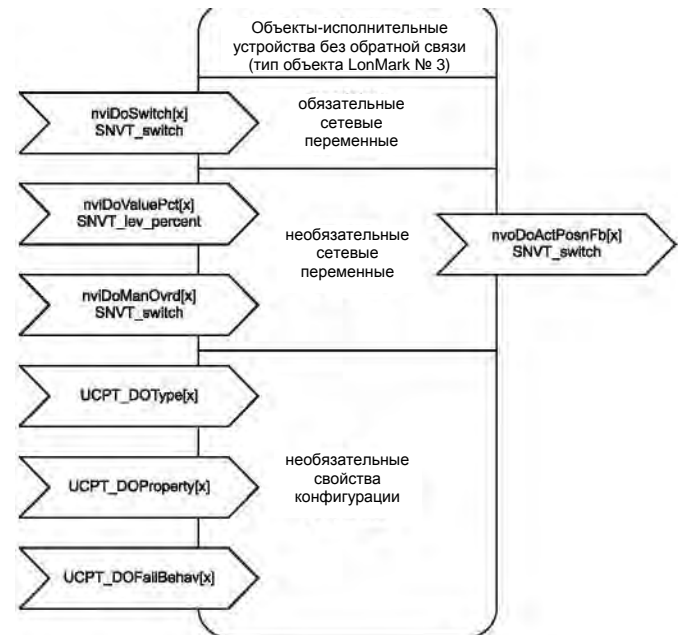 Объекты-исполнительные
устройства без обратной связи
(тип объекта LonMark № 3)
nviDoSwitch[x]
SNVT_switch
обязательные
сетевые
переменные
nviDoValuePct[x]
SNVT_lev_percent
необязательные
сетевые
переменные
nvoDoActPosnFb[x]
SNVT_switch
nviDoManOvrd[x]
SNVT_switch
UCPT_DOType[x]
UCPT_DOProperty[x]
необязательные
свойства
конфигурации
UCPT_DOFailBehav[x]